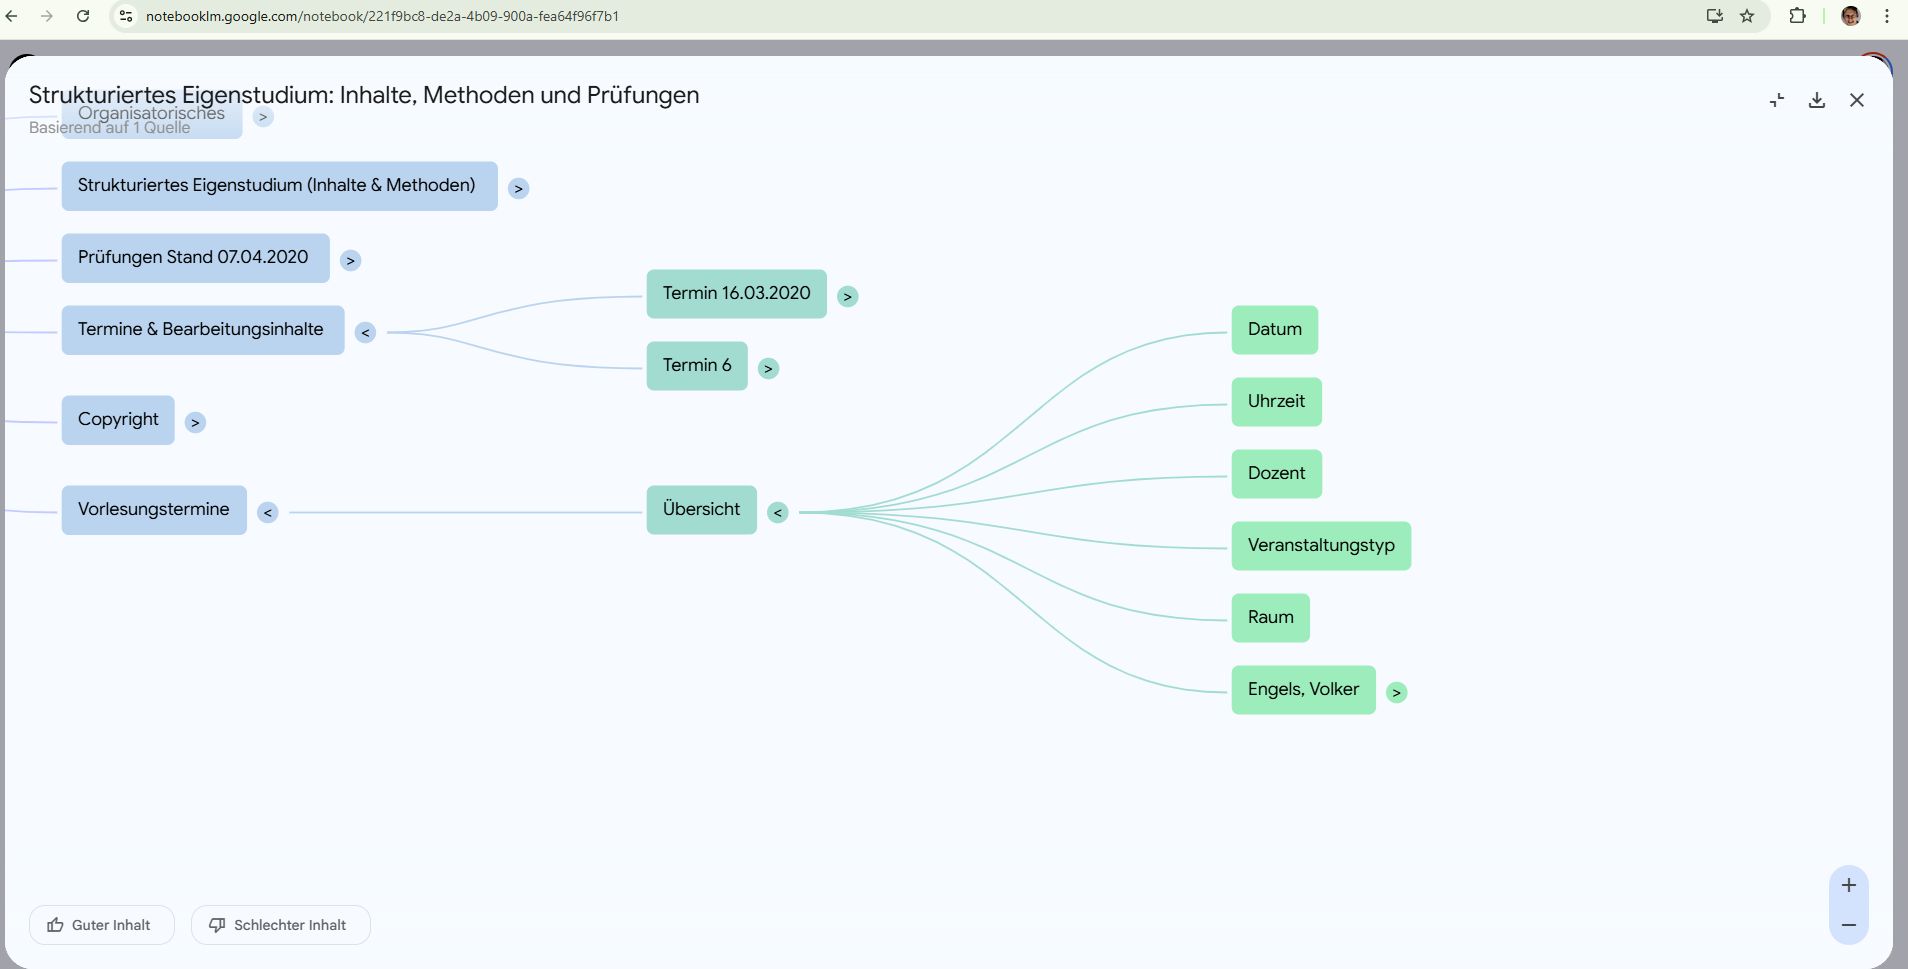 notebooklm.google.com/notebook/221f9bc8-de2a-4b09-900a-fea64f96f7b1
Strukturiertes Eigenstudium: Inhalte, Methoden und Prüfungen
Organisatorisches >
Basierend auf 1 Quelle
Strukturiertes Eigenstudium (Inhalte & Methoden) >
Prüfungen Stand 07.04.2020 >
Termine & Bearbeitungsinhalte <
Termin 16.03.2020 >
Termin 6 >
Copyright >
Vorlesungstermine <
Übersicht <
Datum
Uhrzeit
Dozent
Veranstaltungstyp
Raum
Engels, Volker >
Guter Inhalt
Schlechter Inhalt
+
−